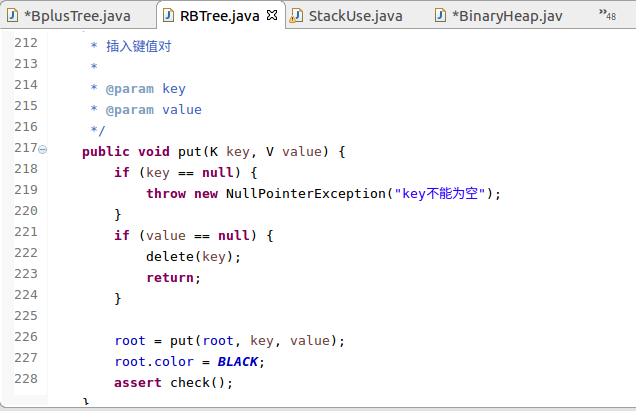 *BplusTree.java RBTree.java StackUse.java *BinaryHeap.jav »48
212 * 插入键值对
213 *
214 * @param key
215 * @param value
216 */
217 public void put(K key, V value) {
218 if (key == null) {
219 throw new NullPointerException("key不能为空");
220 }
221 if (value == null) {
222 delete(key);
223 return;
224 }
225
226 root = put(root, key, value);
227 root.color = BLACK;
228 assert check();
}